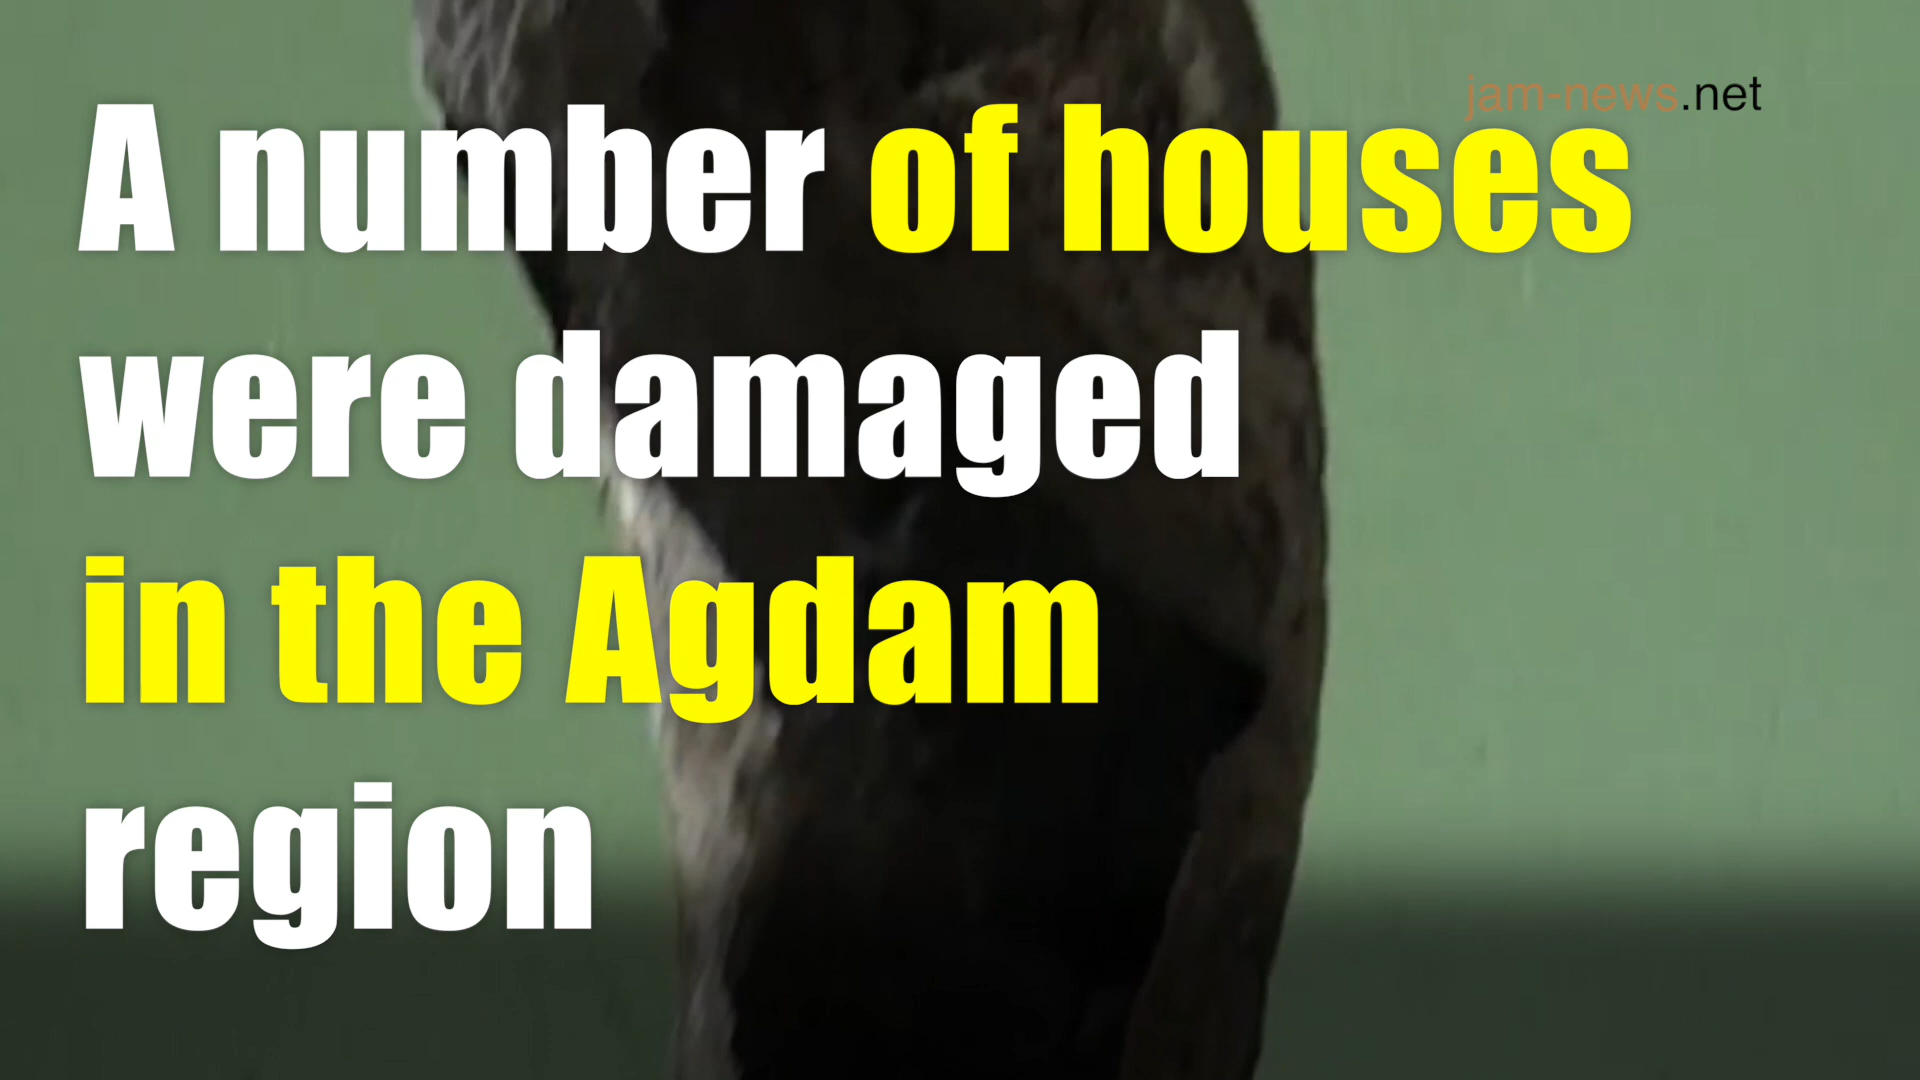 jam-news.net
A number of houses
were damaged
in the Agdam
region